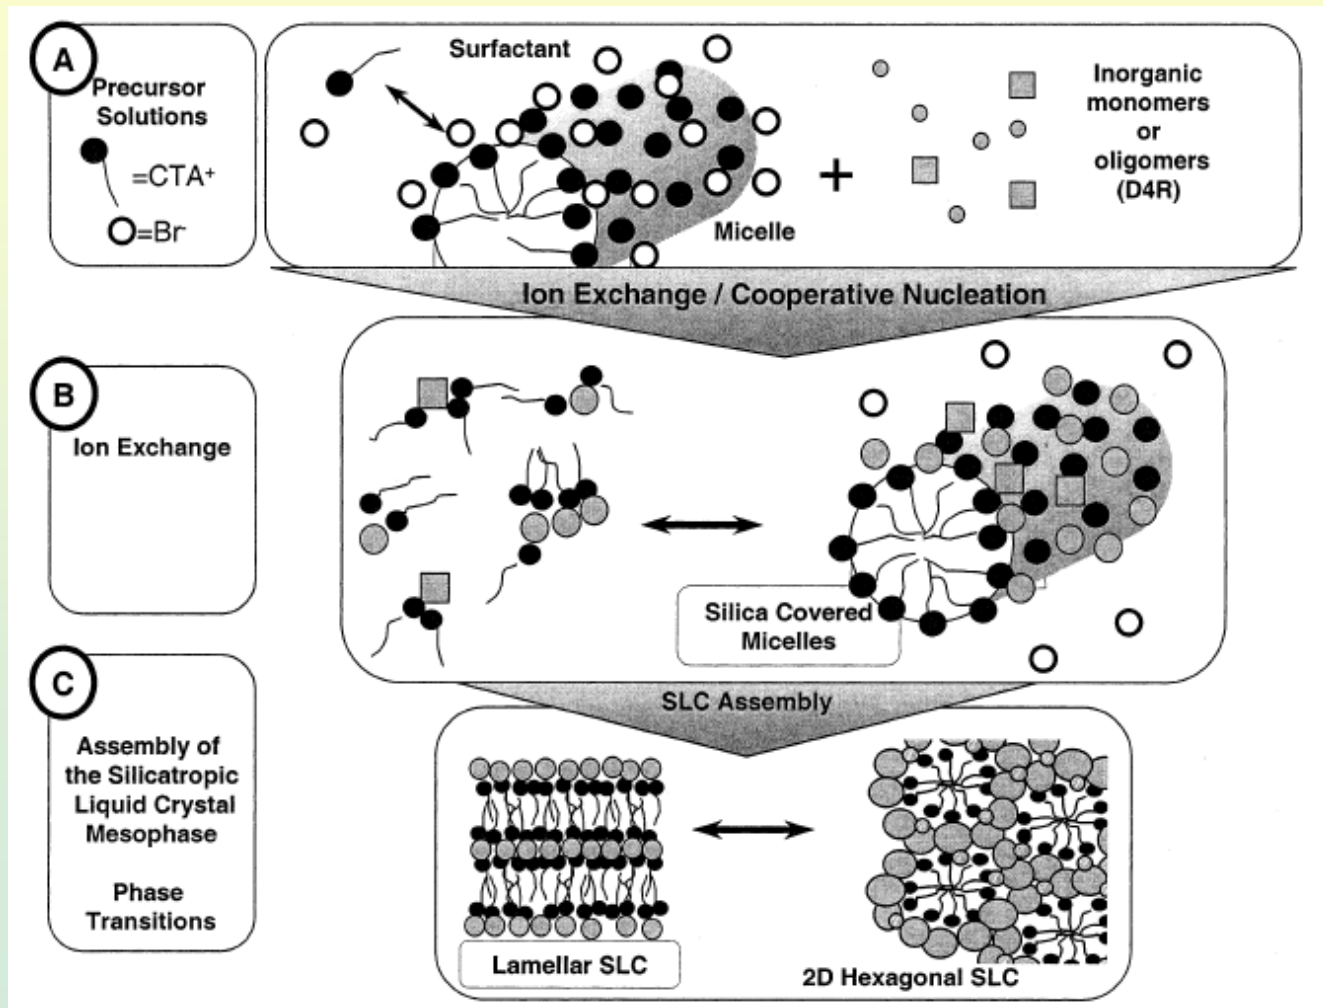 A
Precursor
Solutions
=CTA+
=Br-
Surfactant
Micelle
+
Inorganic
monomers
or
oligomers
(D4R)
Ion Exchange / Cooperative Nucleation
B
Ion Exchange
Silica Covered
Micelles
SLC Assembly
C
Assembly of
the Silicatropic
Liquid Crystal
Mesophase
Phase
Transitions
Lamellar SLC
2D Hexagonal SLC